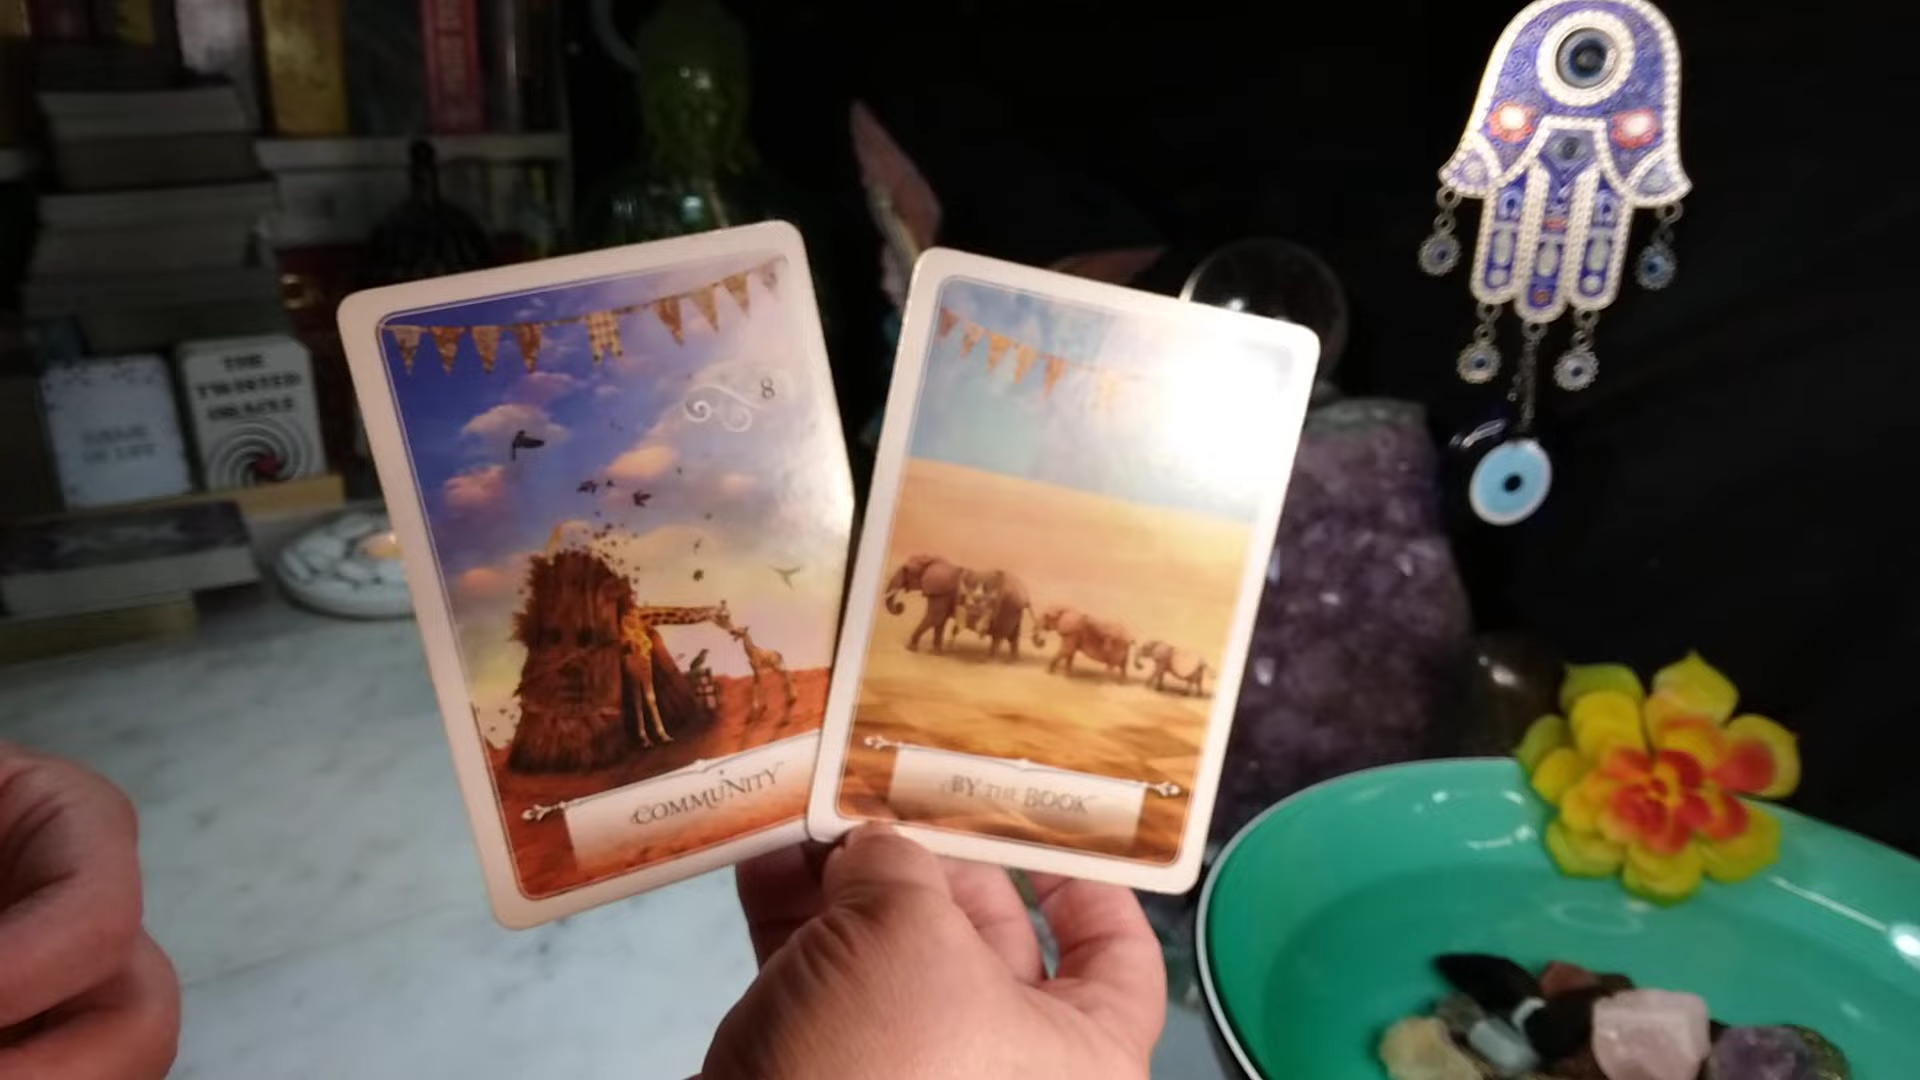 THE
TWISTED
ORACLE
8
COMMUNITY
BY THE BOOK